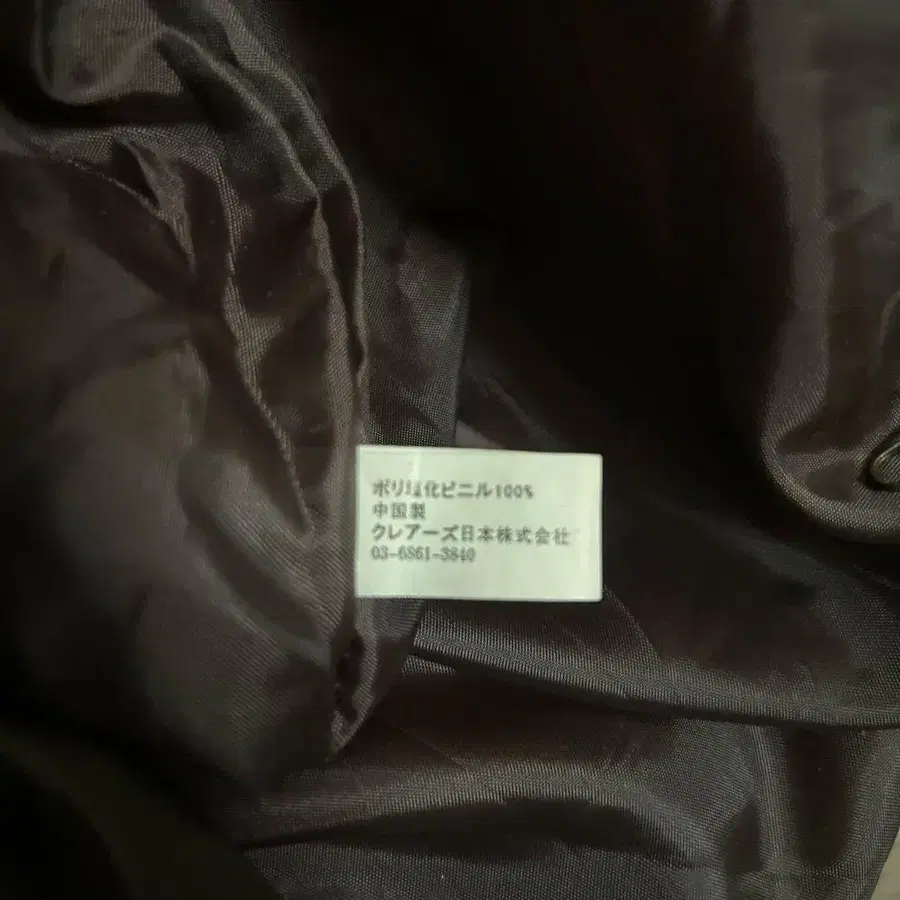 ポリ塩化ビニル100%
中国製
クレアーズ日本株式会社
03-6861-3840